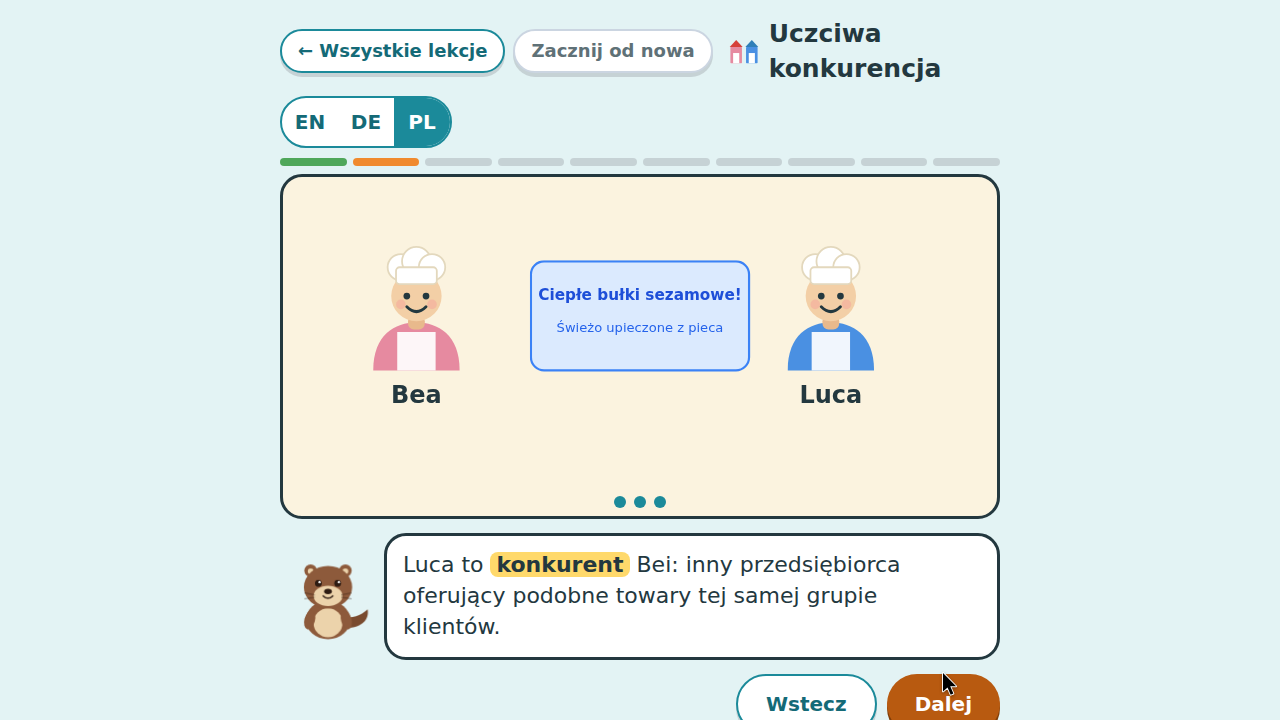 ← Wszystkie lekcje
Zacznij od nowa
Uczciwa
konkurencja
EN DE PL
Ciepłe bułki sezamowe!
Świeżo upieczone z pieca
Bea
Luca
Luca to konkurent Bei: inny przedsiębiorca
oferujący podobne towary tej samej grupie
klientów.
Wstecz
Dalej